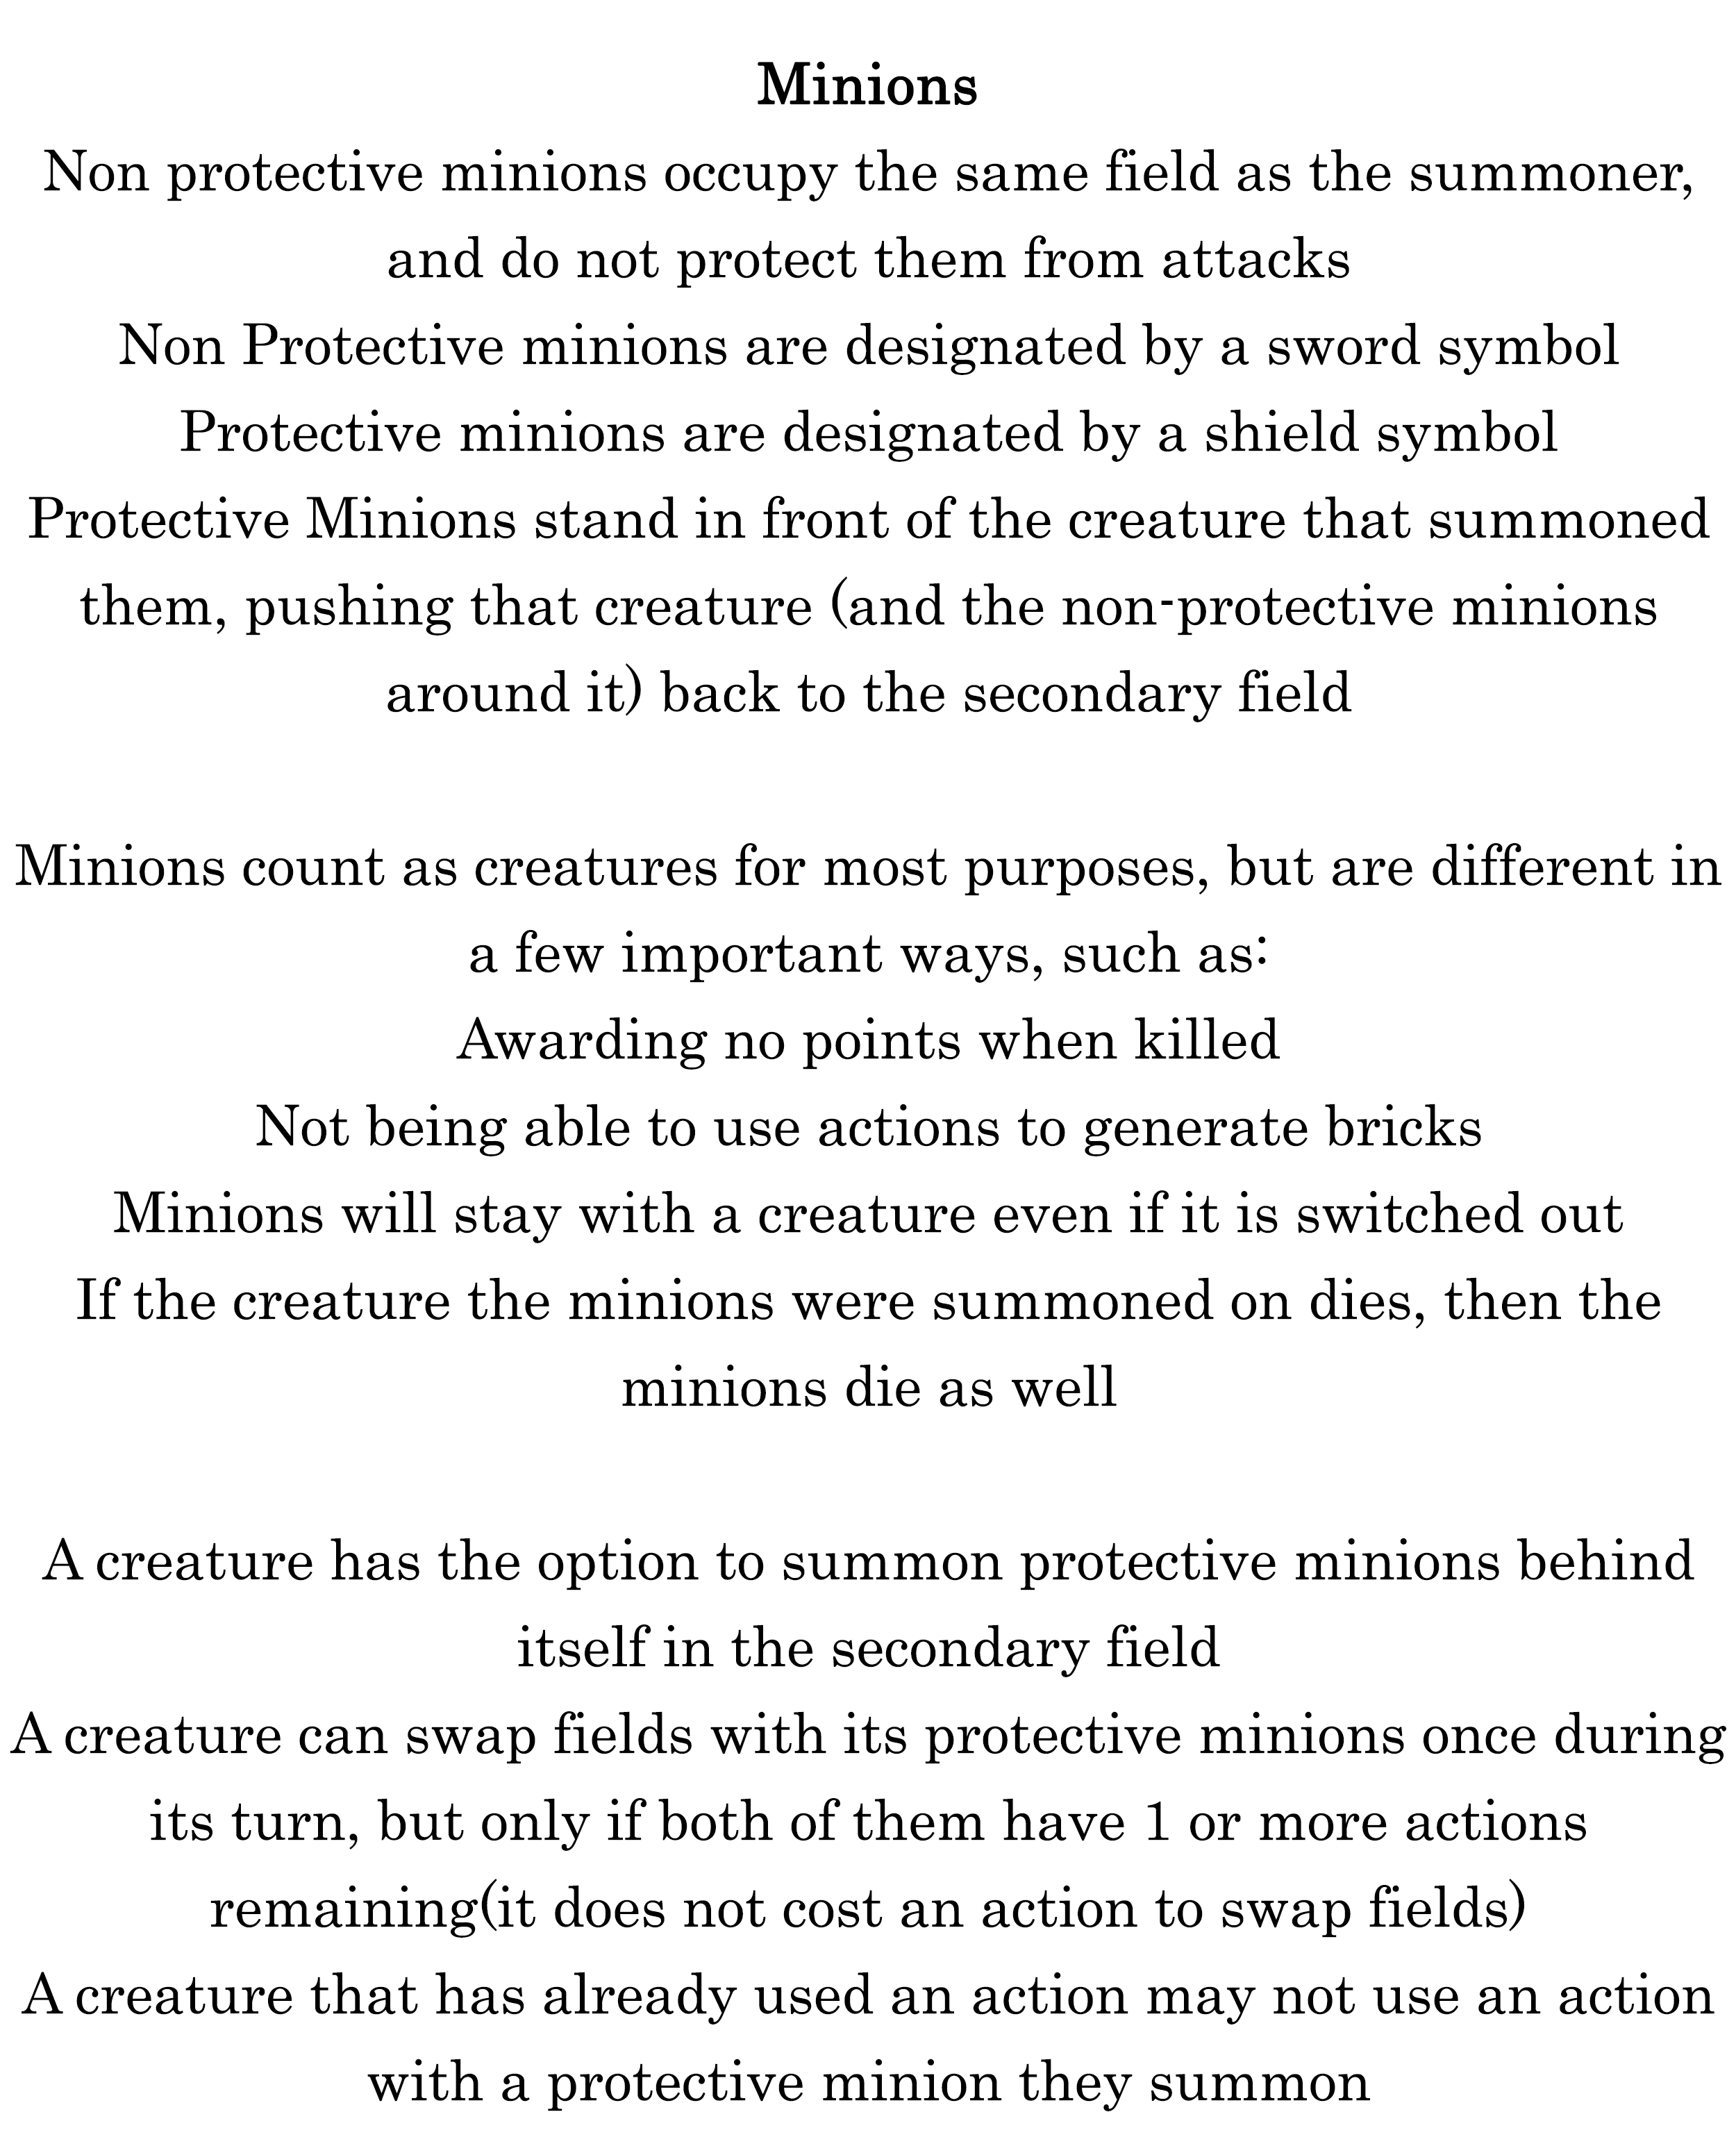 Minions
Non protective minions occupy the same field as the summoner,
and do not protect them from attacks
Non Protective minions are designated by a sword symbol
Protective minions are designated by a shield symbol
Protective Minions stand in front of the creature that summoned
them, pushing that creature (and the non-protective minions
around it) back to the secondary field
Minions count as creatures for most purposes, but are different in
a few important ways, such as:
Awarding no points when killed
Not being able to use actions to generate bricks
Minions will stay with a creature even if it is switched out
If the creature the minions were summoned on dies, then the
minions die as well
A creature has the option to summon protective minions behind
itself in the secondary field
A creature can swap fields with its protective minions once during
its turn, but only if both of them have 1 or more actions
remaining(it does not cost an action to swap fields)
A creature that has already used an action may not use an action
with a protective minion they summon